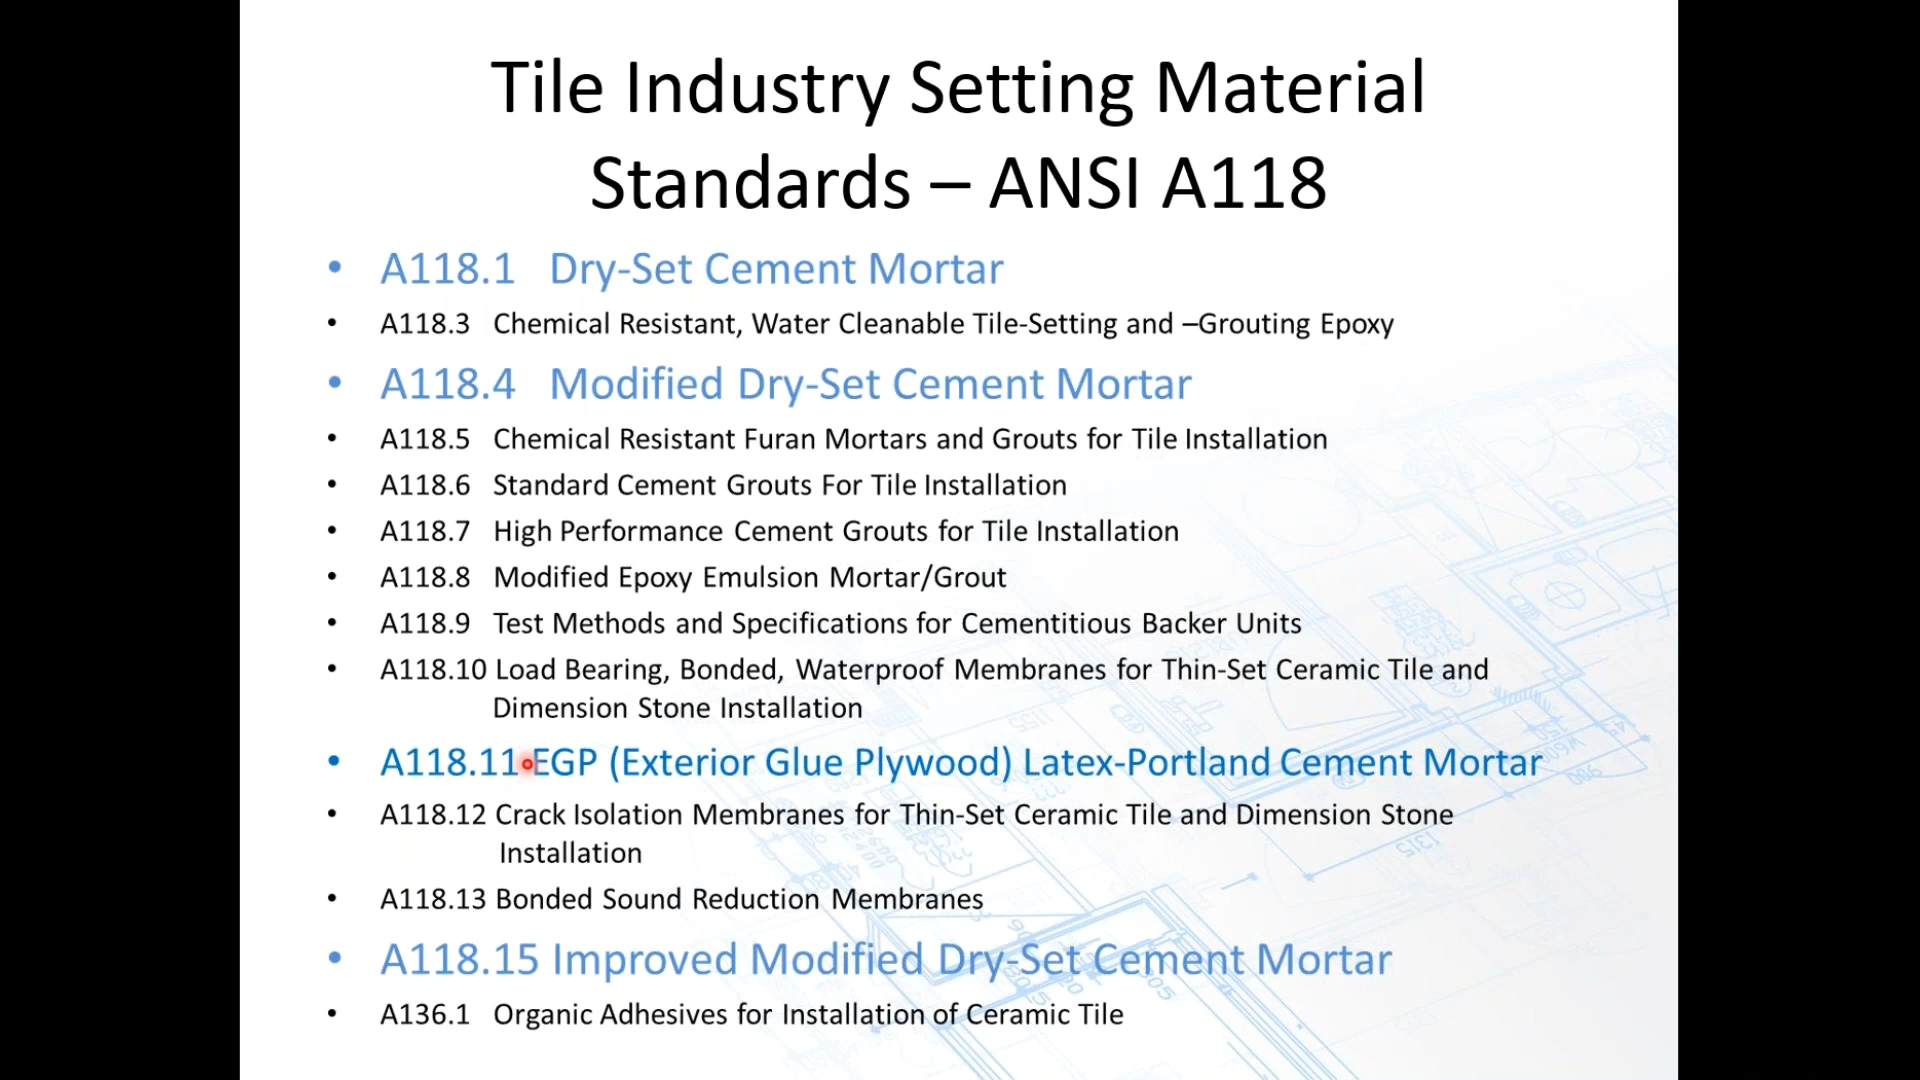 Tile Industry Setting Material
Standards – ANSI A118
• A118.1 Dry-Set Cement Mortar
• A118.3 Chemical Resistant, Water Cleanable Tile-Setting and –Grouting Epoxy
• A118.4 Modified Dry-Set Cement Mortar
• A118.5 Chemical Resistant Furan Mortars and Grouts for Tile Installation
• A118.6 Standard Cement Grouts For Tile Installation
• A118.7 High Performance Cement Grouts for Tile Installation
• A118.8 Modified Epoxy Emulsion Mortar/Grout
• A118.9 Test Methods and Specifications for Cementitious Backer Units
• A118.10 Load Bearing, Bonded, Waterproof Membranes for Thin-Set Ceramic Tile and
Dimension Stone Installation
• A118.11 EGP (Exterior Glue Plywood) Latex-Portland Cement Mortar
• A118.12 Crack Isolation Membranes for Thin-Set Ceramic Tile and Dimension Stone
Installation
• A118.13 Bonded Sound Reduction Membranes
• A118.15 Improved Modified Dry-Set Cement Mortar
• A136.1 Organic Adhesives for Installation of Ceramic Tile
1315